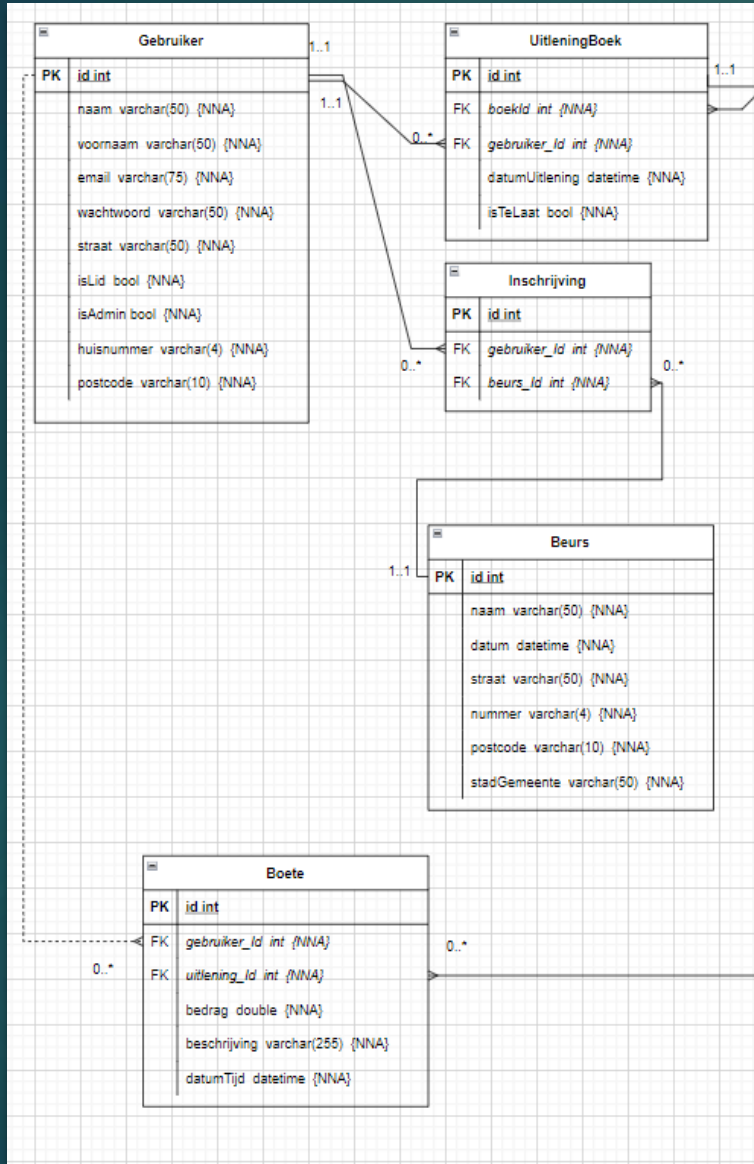 Gebruiker
PK id int
naam varchar(50) {NNA}
voornaam varchar(50) {NNA}
email varchar(75) {NNA}
wachtwoord varchar(50) {NNA}
straat varchar(50) {NNA}
isLid bool {NNA}
isAdmin bool {NNA}
huisnummer varchar(4) {NNA}
postcode varchar(10) {NNA}
1..1
1..1
0..*
0..*
UitleningBoek
PK id int
FK boekId int {NNA}
FK gebruiker_Id int {NNA}
datumUitlening datetime {NNA}
isTeLaat bool {NNA}
1..1
Inschrijving
PK id int
FK gebruiker_Id int {NNA}
FK beurs_Id int {NNA}
0..*
1..1
Beurs
PK id int
naam varchar(50) {NNA}
datum datetime {NNA}
straat varchar(50) {NNA}
nummer varchar(4) {NNA}
postcode varchar(10) {NNA}
stadGemeente varchar(50) {NNA}
Boete
PK id int
FK gebruiker_Id int {NNA}
FK uitlening_Id int {NNA}
bedrag double {NNA}
beschrijving varchar(255) {NNA}
datumTijd datetime {NNA}
0..*
0..*